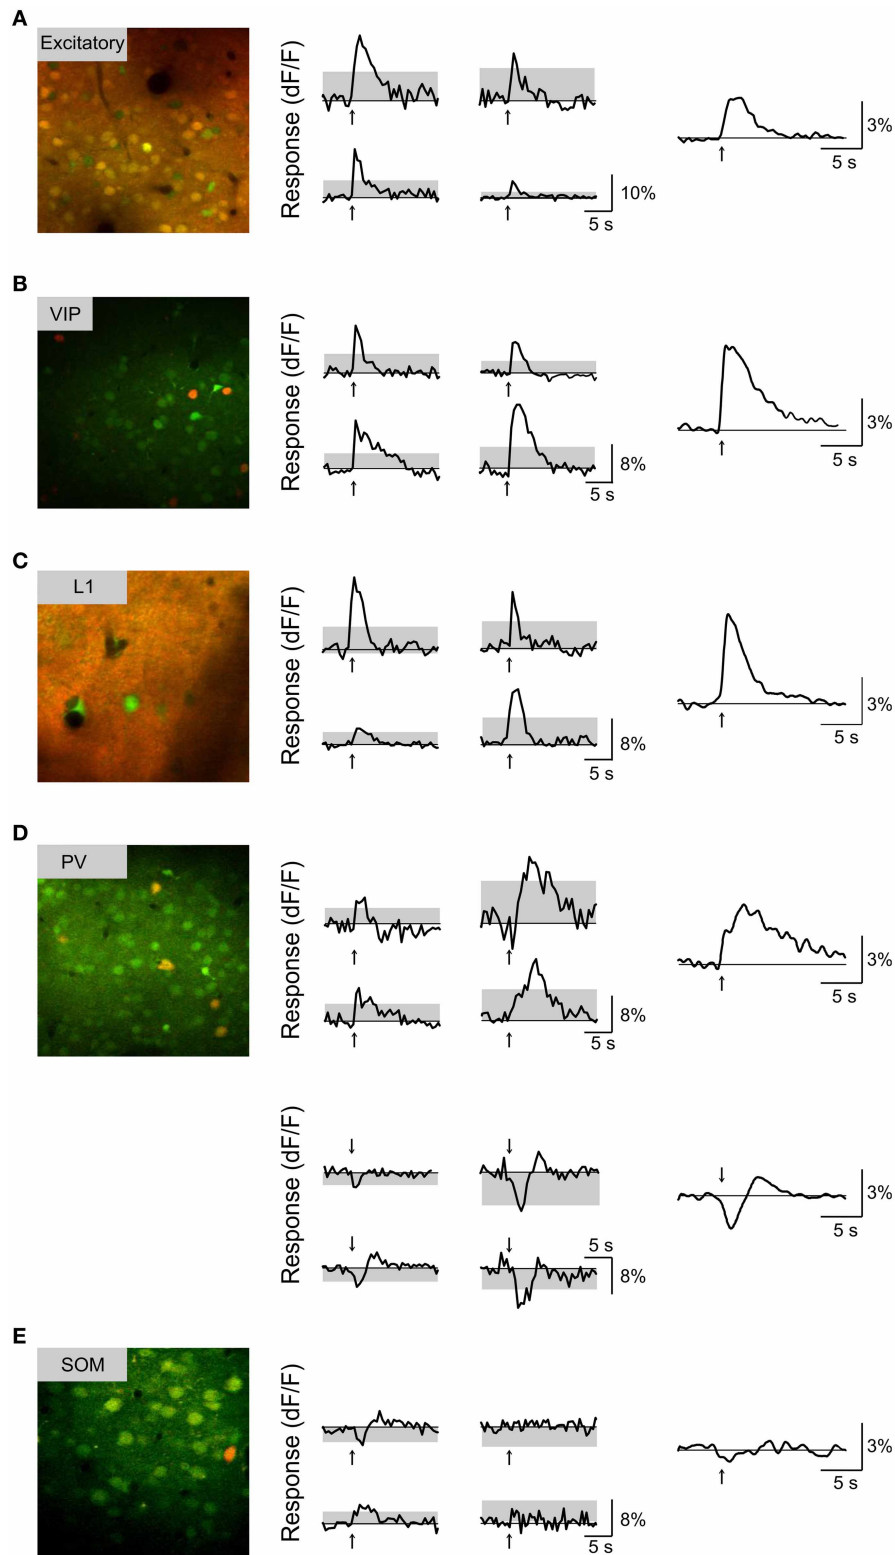 A
Excitatory
Response (dF/F)
10%
5 s
3%
5 s
B
VIP
Response (dF/F)
8%
5 s
3%
5 s
C
L1
Response (dF/F)
8%
5 s
3%
5 s
D
PV
Response (dF/F)
8%
5 s
3%
5 s
Response (dF/F)
5 s
8%
3%
5 s
E
SOM
Response (dF/F)
8%
5 s
3%
5 s